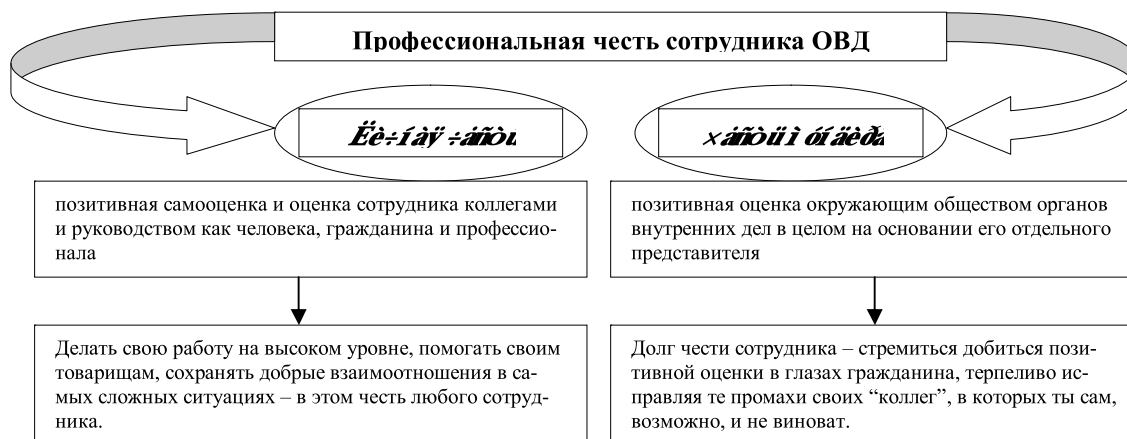 Профессиональная честь сотрудника ОВД
позитивная самооценка и оценка сотрудника коллегами
и руководством как человека, гражданина и профессио-
нала
Делать свою работу на высоком уровне, помогать своим
товарищам, сохранять добрые взаимоотношения в са-
мых сложных ситуациях – в этом честь любого сотруд-
ника.
позитивная оценка окружающим обществом органов
внутренних дел в целом на основании его отдельного
представителя
Долг чести сотрудника – стремиться добиться пози-
тивной оценки в глазах гражданина, терпеливо ис-
правляя те промахи своих “коллег”, в которых ты сам,
возможно, и не виноват.